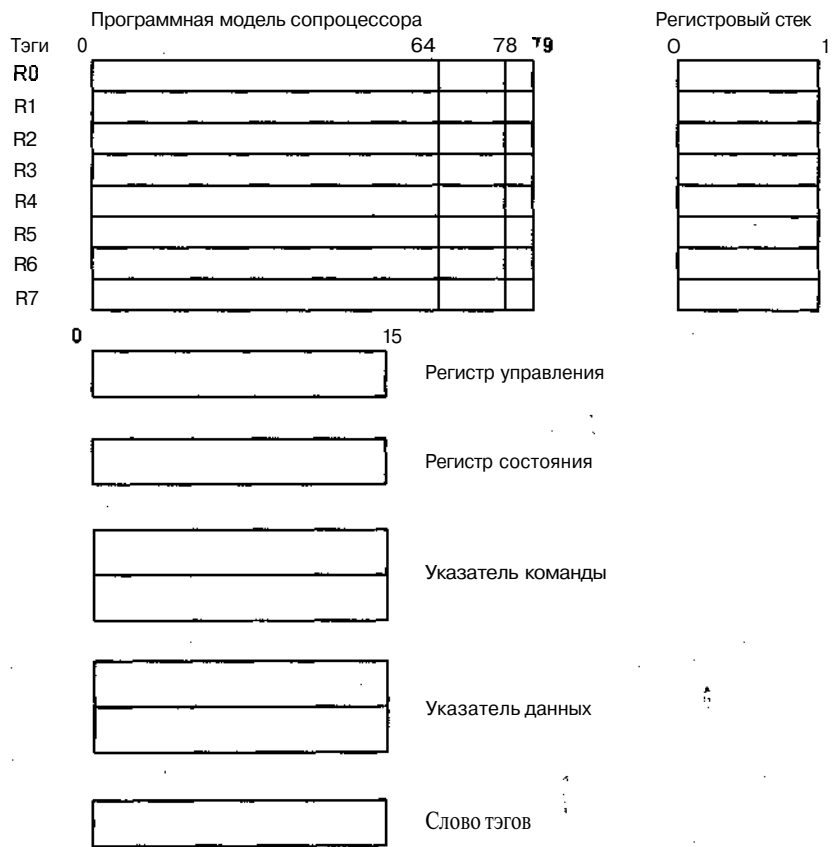 Программная модель сопроцессора Регистровый стек
Тэги 0 64 78 79 0 1
R0
R1
R2
R3
R4
R5
R6
R7
0 15
Регистр управления
Регистр состояния
Указатель команды
Указатель данных
Слово тэгов